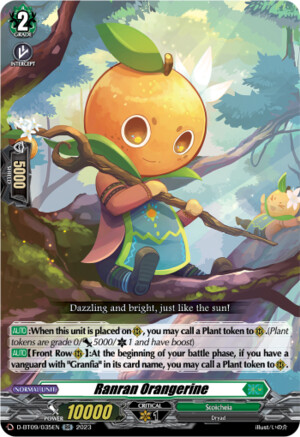 2
GRADE
INTERCEPT
5000
SHIELD
Dazzling and bright, just like the sun!
AUTO:When this unit is placed on R, you may call a Plant token to R.(Plant
tokens are grade 0/ 5000/ 1 and have boost)
AUTO【Front Row R】:At the beginning of your battle phase, if you have a
vanguard with "Granfia" in its card name, you may call a Plant token to R.
NORMAL UNIT
Ranran Orangerine
D-BT09/035EN RR 2023
POWER 10000
CRITICAL
1
Stoicheia
Dryad